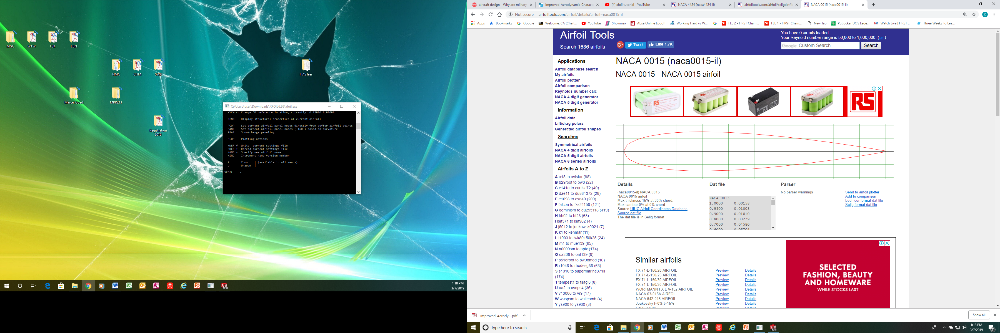 MGC
WTW
FSK
EBN
NMC
CHM
SWK
HAS leer
Marcel Goed
MPR213
Registration
2019
C:\Users\user\Downloads\XFOIL6.99\xfoil.exe
XYCM rr Change CM reference location, currently 0.25000 0.00000
BEND Display structural properties of current airfoil
PCOP Set current-airfoil panel nodes directly from buffer airfoil points
PANE Set current-airfoil panel nodes ( 160 ) based on curvature
.PPAR Show/change paneling
.PLOP Plotting options
WDEF f Write current-settings file
RDEF f Reread current-settings file
NAME s Specify new airfoil name
NINC Increment name version number
Z Zoom | (available in all menus)
U Unzoom |
XFOIL c>
1:18 PM
3/7/2019
aircraft design - Why are military
Improved-Aerodynamic-Characte
(4) xfoil tutorial - YouTube
NACA 4424 (naca4424-il)
airfoiltools.com/airfoil/seligdatfil
NACA 0015 (naca0015-il)
Not secure | airfoiltools.com/airfoil/details?airfoil=naca0015-il
Apps
Bookmarks
Google
Welcome, CA (Charl...
YouTube
Showmax
Absa Online Logoff
Working Hard vs W...
FLL 2 - FIRST Cham...
FLL 1 - FIRST Cham...
New Tab
Putlocker DC's Lege...
Watch Live | FIRST ...
Three Weeks To Lea...
Airfoil Tools
Search 1636 airfoils
G+
Tweet
Like 1.7K
You have 0 airfoils loaded.
Your Reynold number range is 50,000 to 1,000,000. (set)
Google Custom Search
Search
Applications
Airfoil database search
My airfoils
Airfoil plotter
Airfoil comparison
Reynolds number calc
NACA 4 digit generator
NACA 5 digit generator
Information
Airfoil data
Lift/drag polars
Generated airfoil shapes
Searches
Symmetrical airfoils
NACA 4 digit airfoils
NACA 5 digit airfoils
NACA 6 series airfoils
Airfoils A to Z
A a18 to avistar (88)
B b29root to bw3 (22)
C c141a to curtisc72 (40)
D dae11 to du861372 (28)
E e1098 to esa40 (209)
F falcon to fxs21158 (121)
G geminism to gu255118 (419)
H hh02 to ht23 (63)
I isa571 to isa962 (4)
J j5012 to joukowsk0021 (7)
K k1 to kenmar (11)
L l1003 to lwk80150k25 (24)
M m1 to mue139 (95)
N n0009sm to nplx (174)
O oa206 to oaf139 (9)
P p51droot to pw98mod (16)
R r1046 to rhodesg36 (63)
S s1010 to supermarine371ii
(174)
T tempest1 to tsagi8 (8)
U ua2 to usnps4 (36)
V v13006 to vr9 (17)
W waspsm to whitcomb (4)
Y ys900 to ys930 (3)
NACA 0015 (naca0015-il)
NACA 0015 - NACA 0015 airfoil
RS
RS
Details
(naca0015-il) NACA 0015
NACA 0015 airfoil
Max thickness 15% at 30% chord.
Max camber 0% at 0% chord
Source UIUC Airfoil Coordinates Database
Source dat file
The dat file is in Selig format
Dat file
NACA 0015
1.0000 0.00158
0.9500 0.01008
0.9000 0.01810
0.8000 0.03279
0.7000 0.04580
0.6000 0.05704
Parser
No parser warnings
Send to airfoil plotter
Add to comparison
Lednicer format dat file
Selig format dat file
Similar airfoils
FX 71-L-150/20 AIRFOIL Preview Details
FX 71-L-150/25 AIRFOIL Preview Details
FX 71-L-150/30 AIRFOIL Preview Details
FX 71-L-150/30 AIRFOIL Preview Details
WORTMANN FX L V-152 AIRFOIL Preview Details
NACA 63-015A AIRFOIL Preview Details
NACA 642-015 AIRFOIL Preview Details
Joukovsky f=0% t=15% Preview Details
E169 (14.4%) Preview Details
SELECTED
FASHION, BEAUTY
AND HOMEWARE
WHILE STOCKS LAST
Improved-Aerody....pdf
Show all
Type here to search
1:18 PM
3/7/2019
21